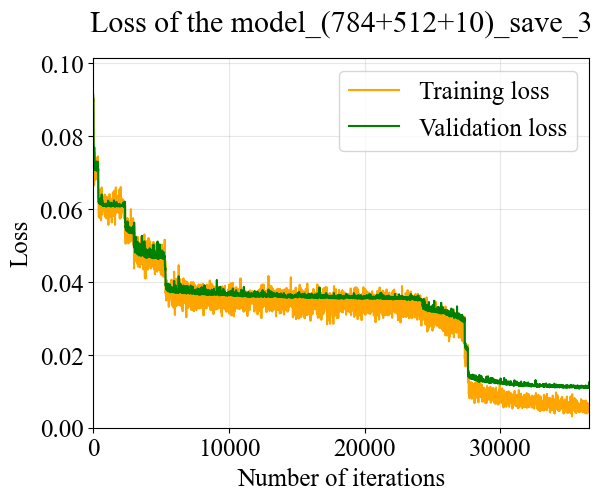 Loss of the model_(784+512+10)_save_3
0.10
0.08
0.06
0.04
0.02
0.00
Loss
Training loss
Validation loss
0
10000
20000
30000
Number of iterations